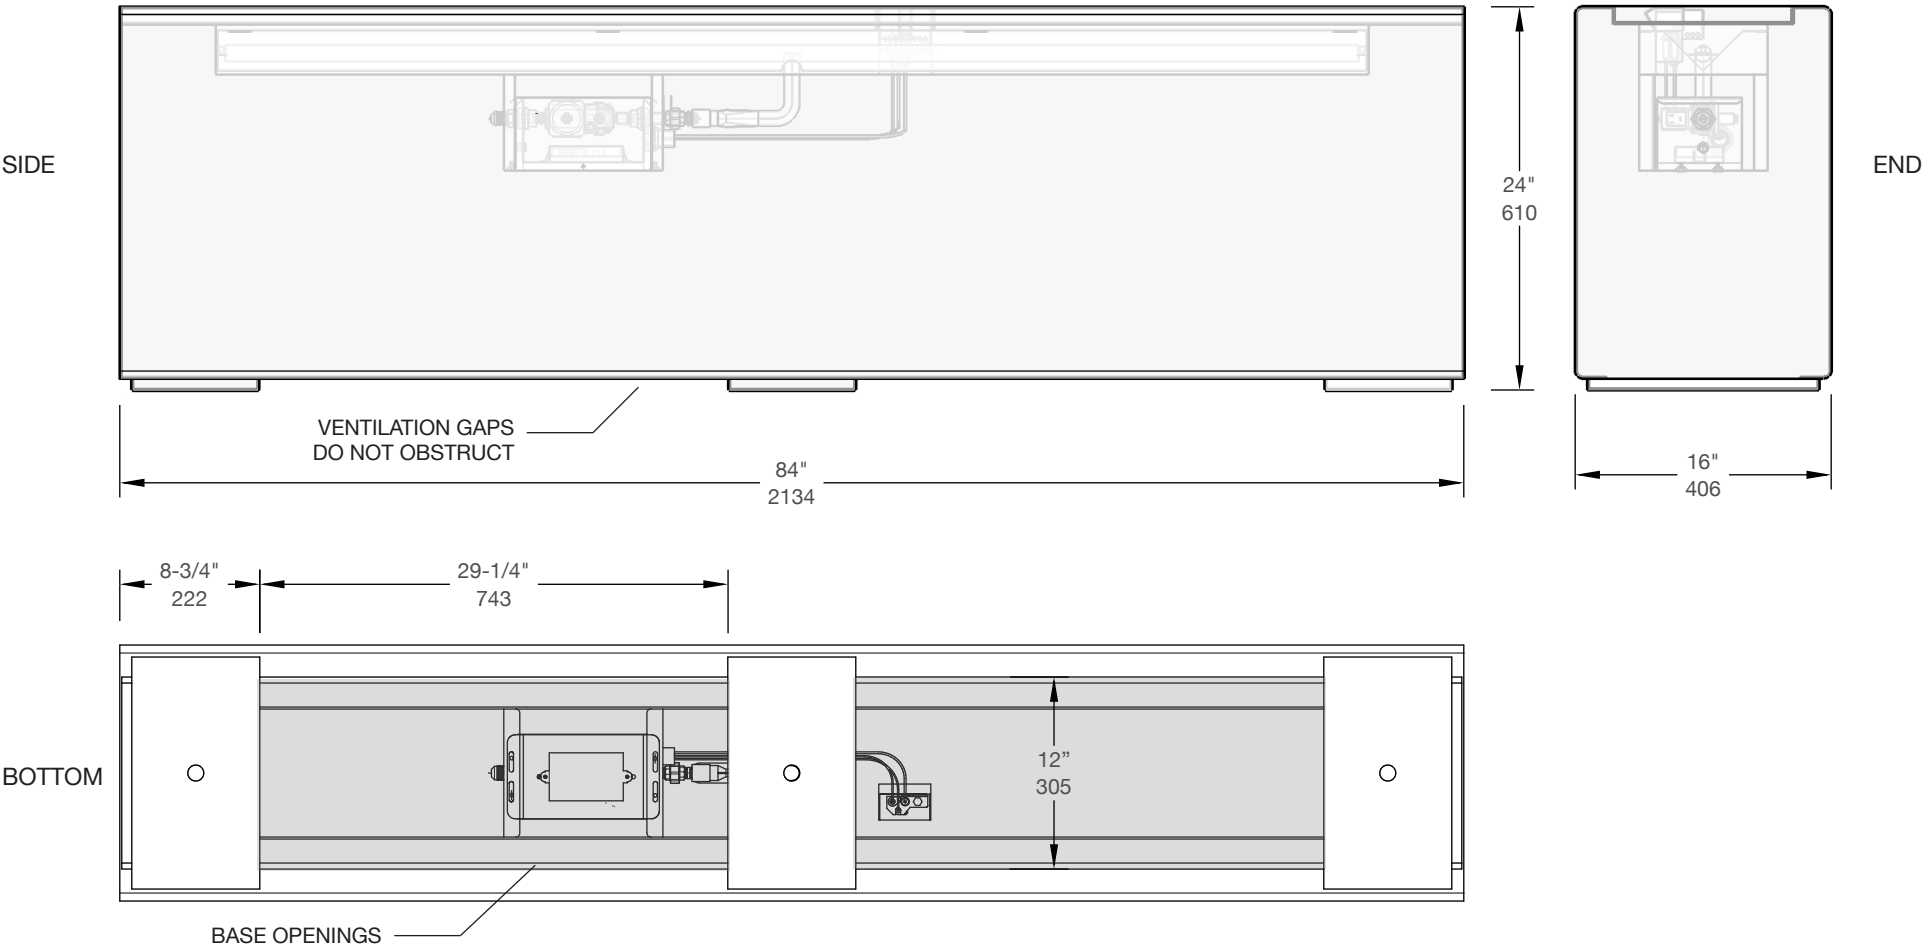 SIDE
END
24"
610
VENTILATION GAPS
DO NOT OBSTRUCT
84"
2134
16"
406
8-3/4"
222
29-1/4"
743
BOTTOM
12”
305
BASE OPENINGS